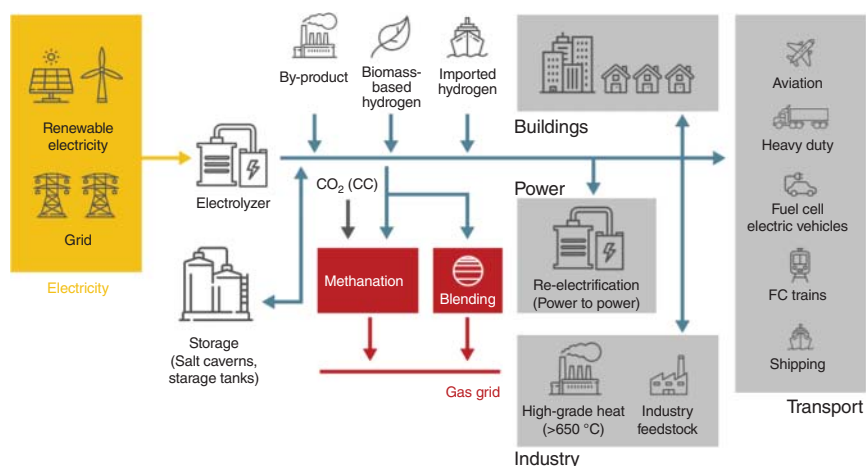 By-product
Biomass-
based
hydrogen
Imported
hydrogen
Renewable
electricity
Grid
Electricity
Electrolyzer
Storage
(Salt caverns,
starage tanks)
CO₂ (CC)
Methanation
Blending
Gas grid
Buildings
Power
Re-electrification
(Power to power)
High-grade heat
(>650 °C)
Industry
feedstock
Industry
Aviation
Heavy duty
Fuel cell
electric vehicles
FC trains
Shipping
Transport